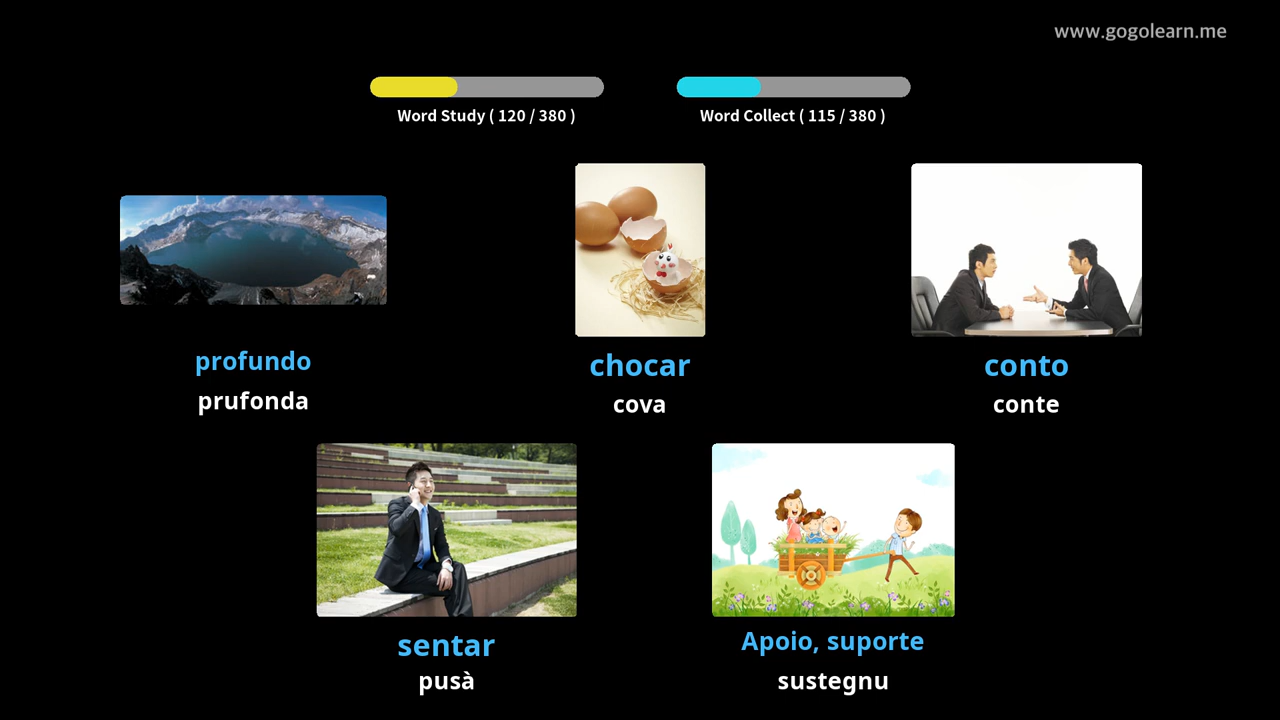 www.gogolearn.me
Word Study ( 120 / 380 )
Word Collect ( 115 / 380 )
profundo
prufonda
chocar
cova
conto
conte
sentar
pusà
Apoio, suporte
sustegnu